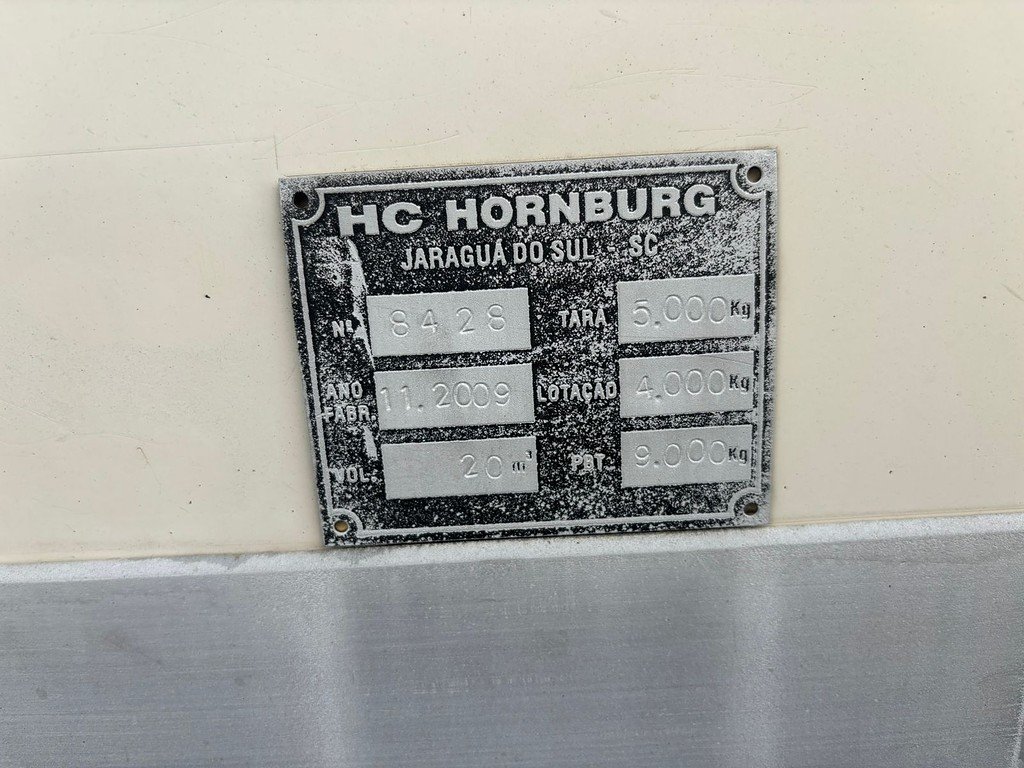 HC HORNBURG
JARAGUÁ DO SUL - SC
Nº 8428 TARA 5.000 Kg
ANO FABR. 11.2009 LOTAÇÃO 4.000 Kg
VOL. 20 m³ PBT 9.000 Kg